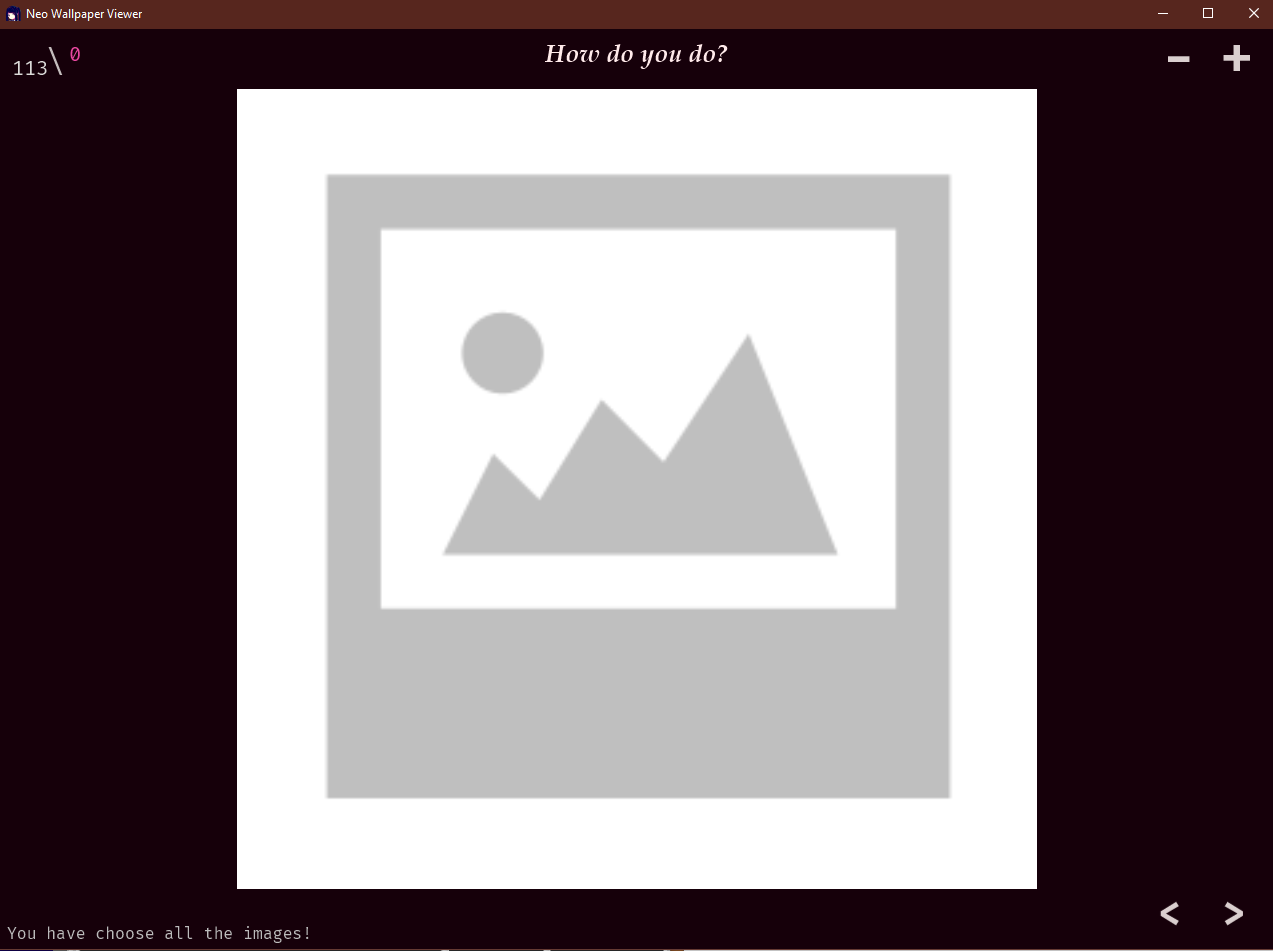 Neo Wallpaper Viewer
113\0
How do you do?
- +
You have choose all the images!
< >